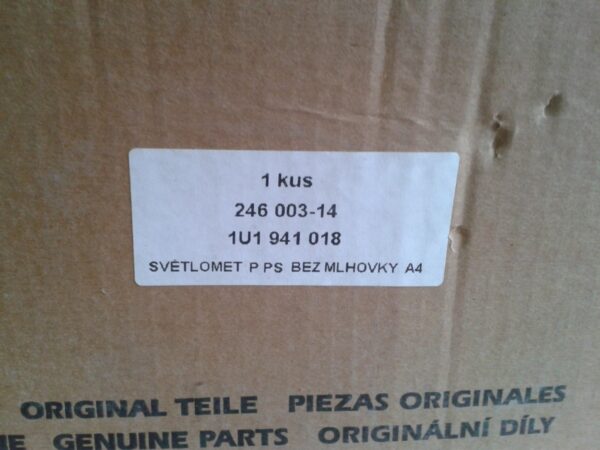 1 kus
246 003-14
1U1 941 018
SVĚTLOMET P PS BEZ MLHOVKY A4
ORIGINAL TEILE PIEZAS ORIGINALES
GENUINE PARTS ORIGINÁLNÍ DÍLY